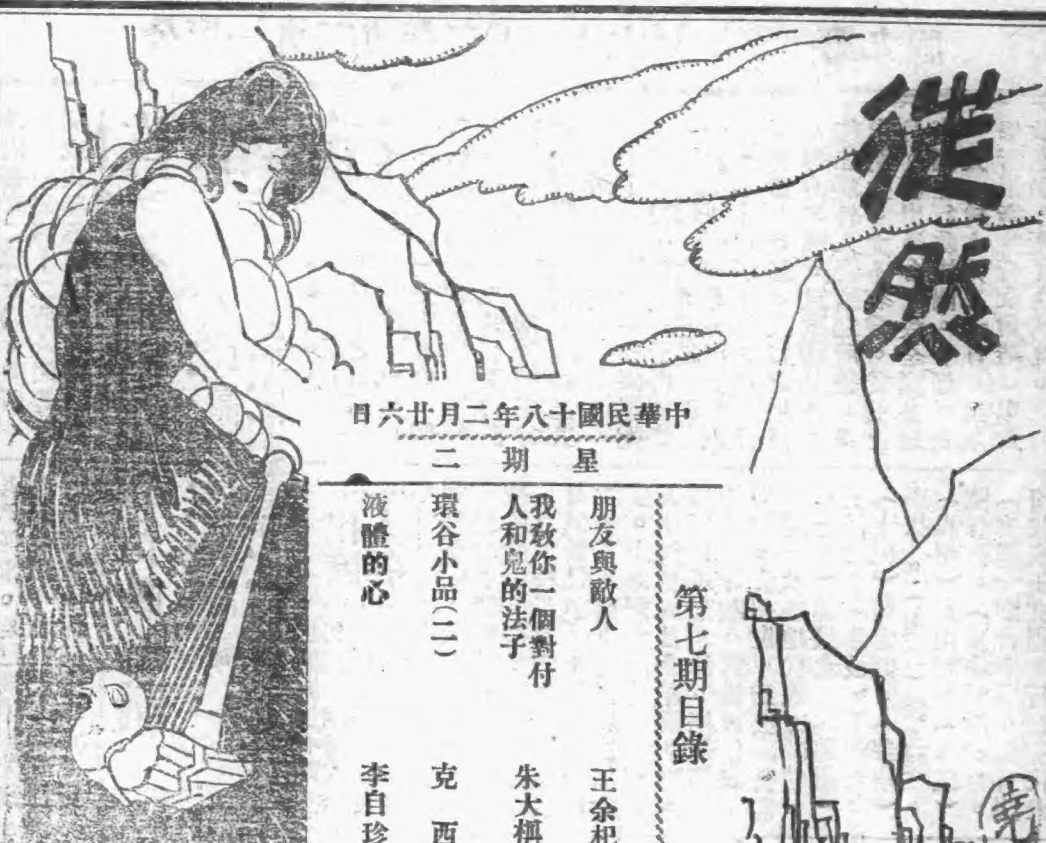 徒然
中華民國十八年二月廿六日
星期二
第七期目錄
朋友與敵人 王余杞
我教你一個對付
人和鬼的法子 朱大枬
環谷小品(二) 克西
液體的心 李自珍